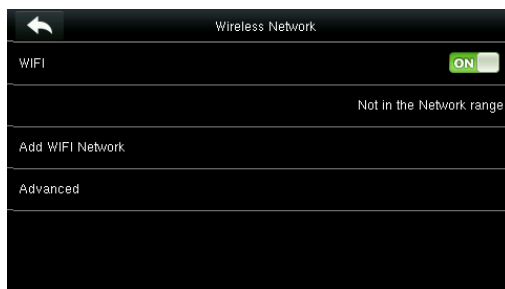 Wireless Network
WIFI
ON
Not in the Network range
Add WIFI Network
Advanced